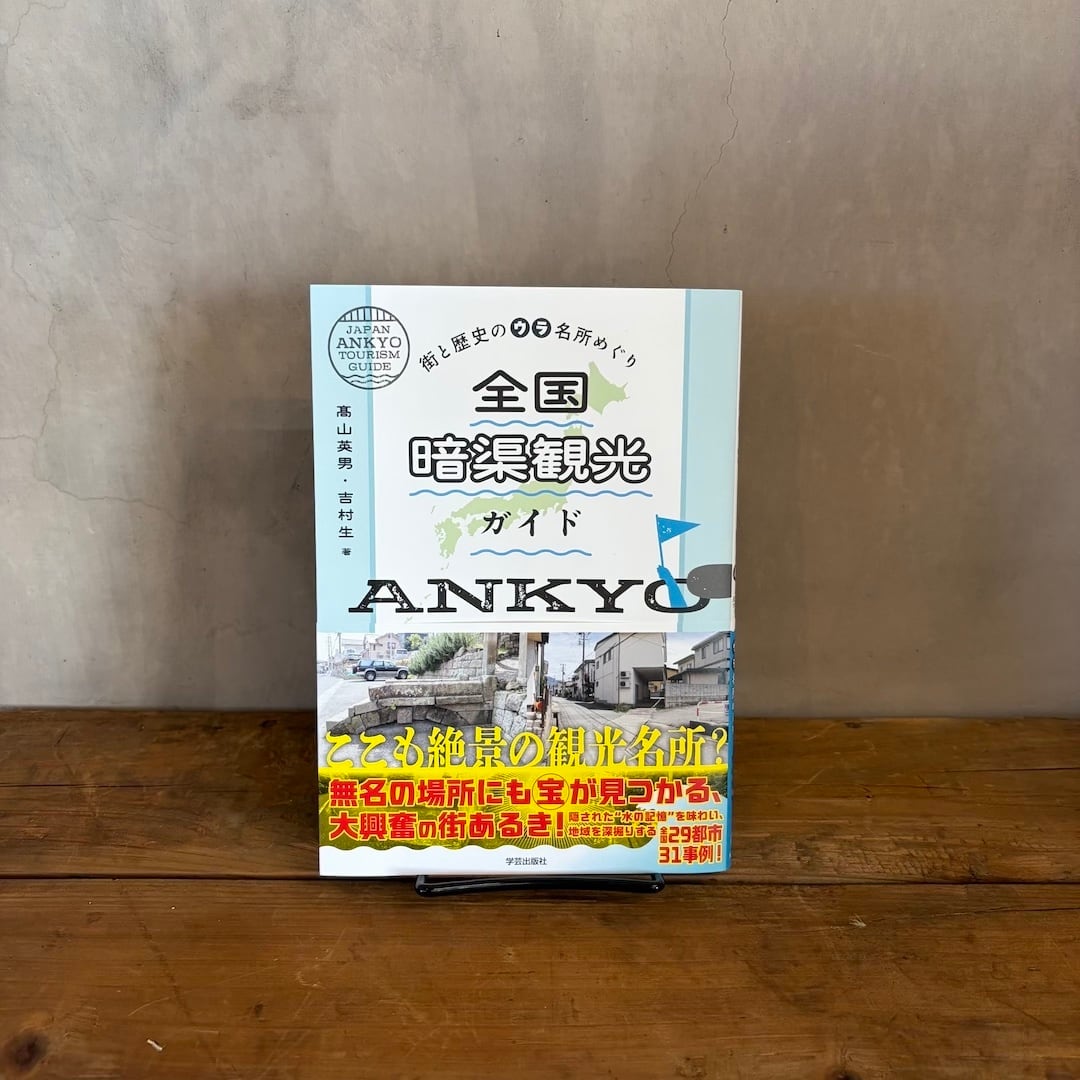 JAPAN
ANKYO
TOURISM
GUIDE
街と歴史のウラ名所めぐり
全国
暗渠観光
ガイド
髙山英男・吉村生 著
ANKYO
ここも絶景の観光名所?
無名の場所にも宝が見つかる、
大興奮の街あるき!
隠された"水の記憶"を味わい、
地域を深掘りする
全国29都市
31事例!
学芸出版社